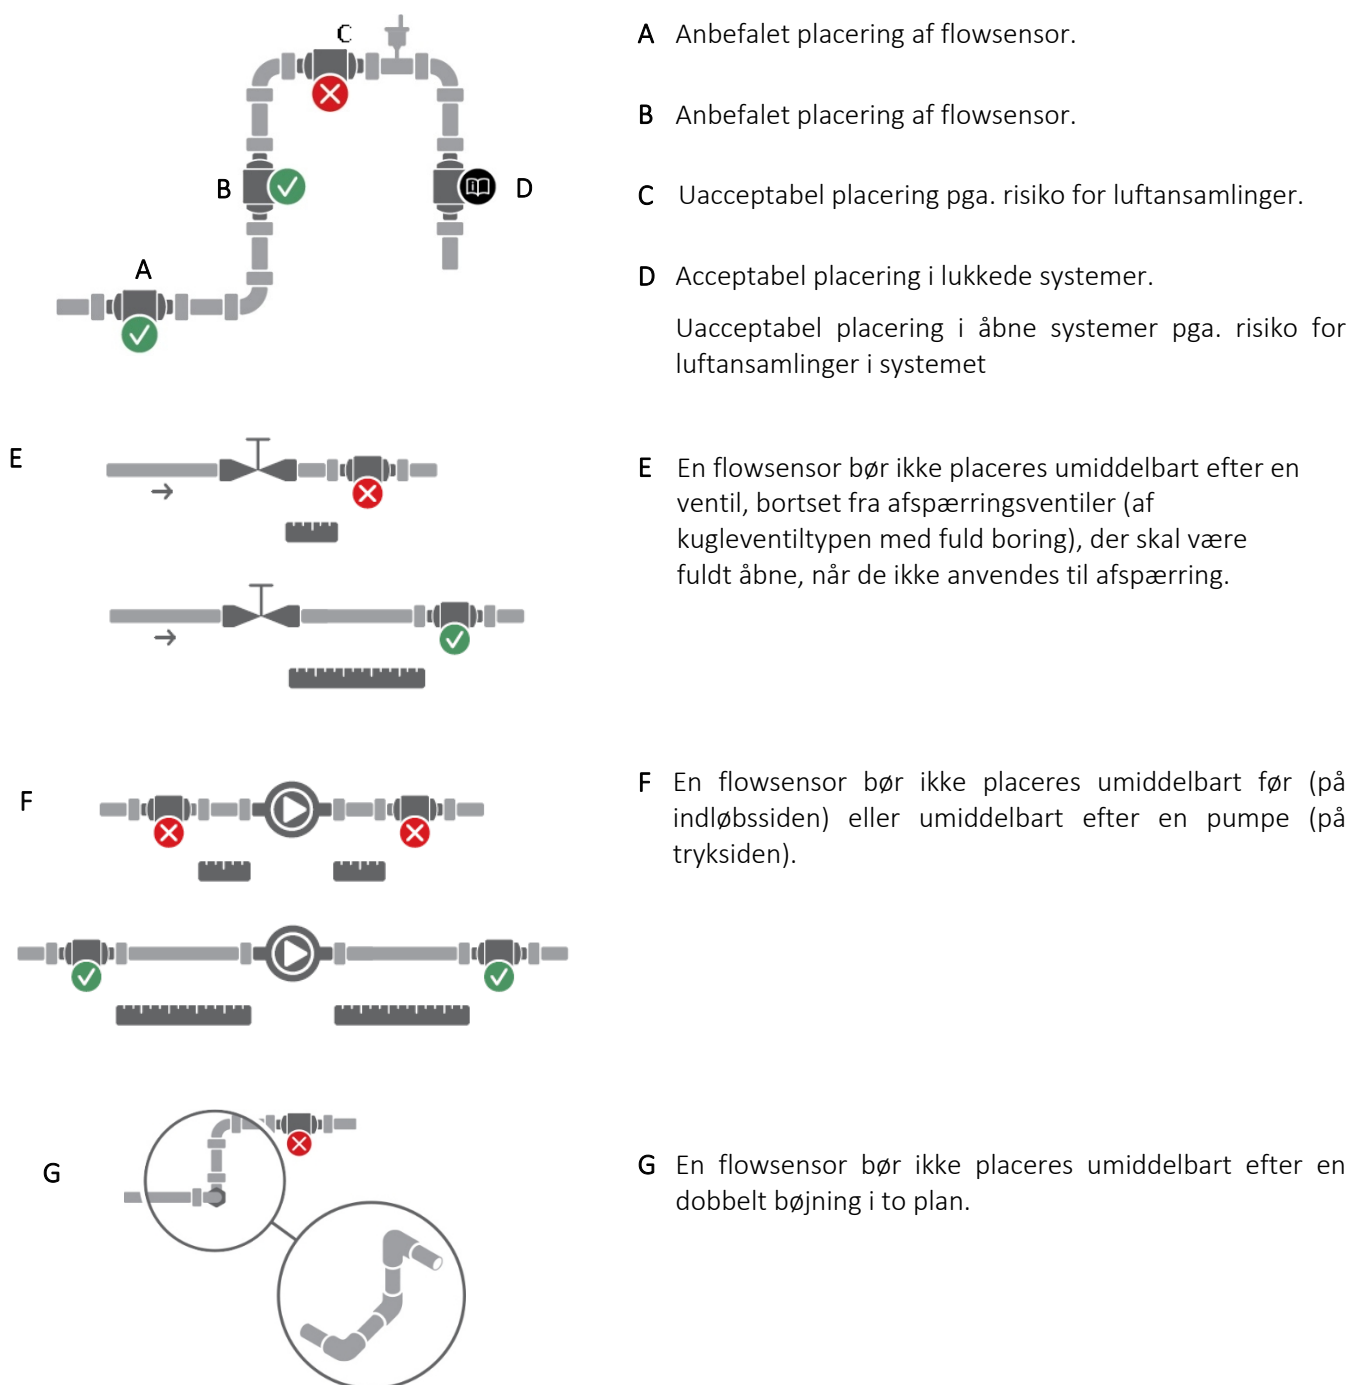 C
B
D
A
A Anbefalet placering af flowsensor.
B Anbefalet placering af flowsensor.
C Uacceptabel placering pga. risiko for luftansamlinger.
D Acceptabel placering i lukkede systemer.
Uacceptabel placering i åbne systemer pga. risiko for
luftansamlinger i systemet
E
E En flowsensor bør ikke placeres umiddelbart efter en
ventil, bortset fra afspærringsventiler (af
kugleventiltypen med fuld boring), der skal være
fuldt åbne, når de ikke anvendes til afspærring.
F
F En flowsensor bør ikke placeres umiddelbart før (på
indløbssiden) eller umiddelbart efter en pumpe (på
tryksiden).
G
G En flowsensor bør ikke placeres umiddelbart efter en
dobbelt bøjning i to plan.